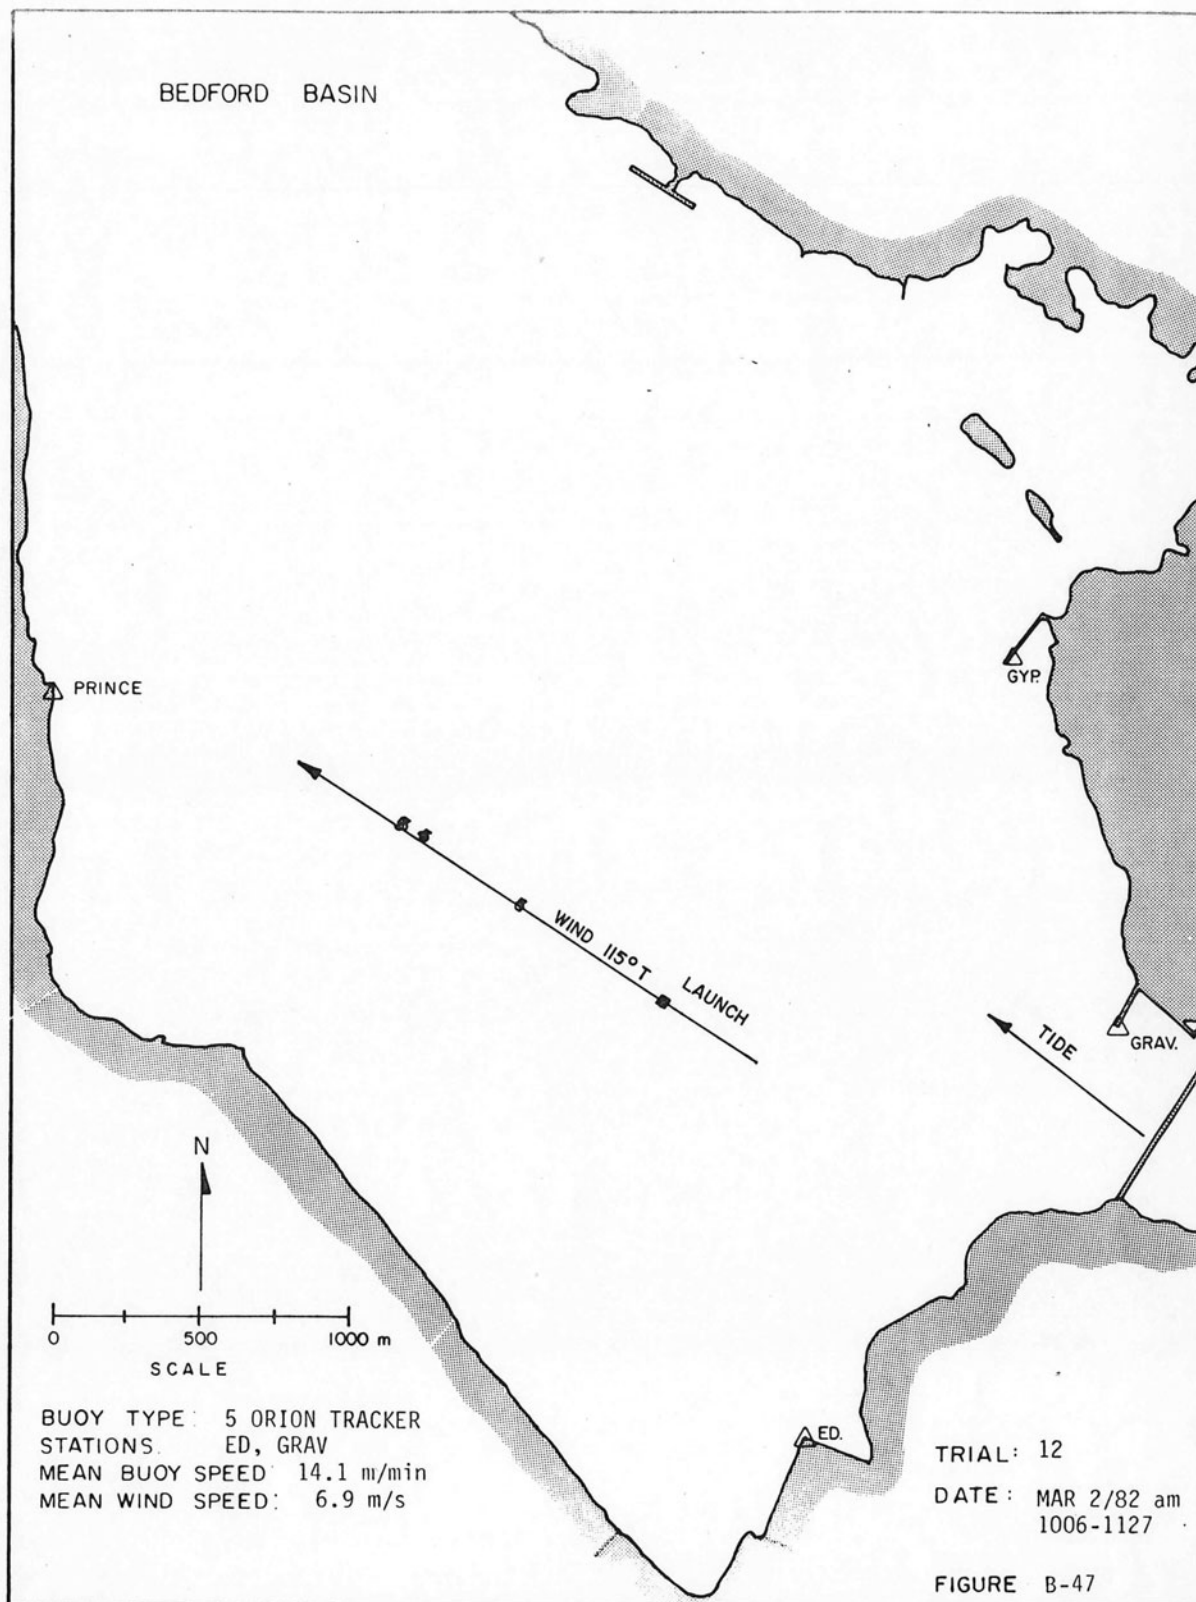 BEDFORD BASIN
GYP.
PRINCE
WIND 115° T
LAUNCH
TIDE
GRAV.
N
0 500 1000 m
SCALE
ED.
BUOY TYPE: 5 ORION TRACKER
STATIONS. ED, GRAV
MEAN BUOY SPEED: 14.1 m/min
MEAN WIND SPEED: 6.9 m/s
TRIAL: 12
DATE: MAR 2/82 am
1006-1127
FIGURE B-47